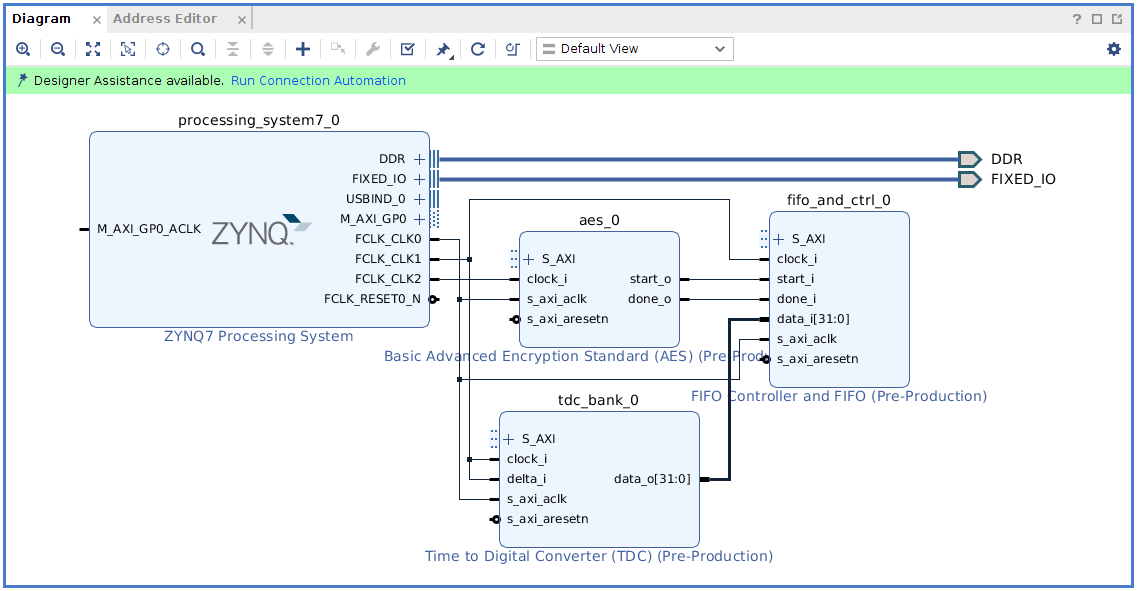 Diagram × Address Editor × ?
Default View
Designer Assistance available. Run Connection Automation
processing_system7_0
DDR
FIXED_IO
USBIND_0
M_AXI_GP0
M_AXI_GP0_ACLK
ZYNQ
FCLK_CLK0
FCLK_CLK1
FCLK_CLK2
FCLK_RESET0_N
ZYNQ7 Processing System
DDR
FIXED_IO
aes_0
S_AXI
clock_i
s_axi_aclk
s_axi_aresetn
start_o
done_o
Basic Advanced Encryption Standard (AES) (Pre-Prod
fifo_and_ctrl_0
S_AXI
clock_i
start_i
done_i
data_i[31:0]
s_axi_aclk
s_axi_aresetn
FIFO Controller and FIFO (Pre-Production)
tdc_bank_0
S_AXI
clock_i
delta_i
s_axi_aclk
s_axi_aresetn
data_o[31:0]
Time to Digital Converter (TDC) (Pre-Production)